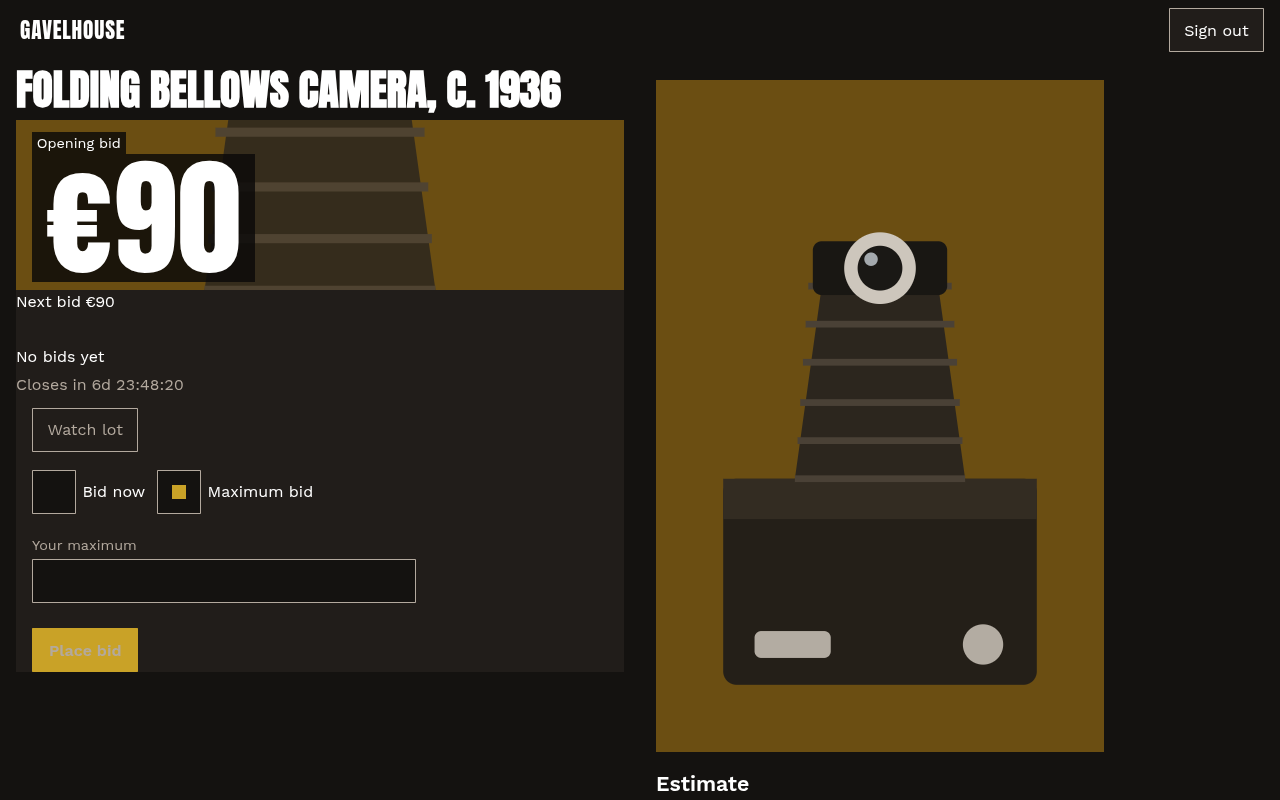 GAVELHOUSE
Sign out
FOLDING BELLOWS CAMERA, C. 1936
Opening bid
€90
Next bid €90
No bids yet
Closes in 6d 23:48:20
Watch lot
Bid now
Maximum bid
Your maximum
Place bid
Estimate